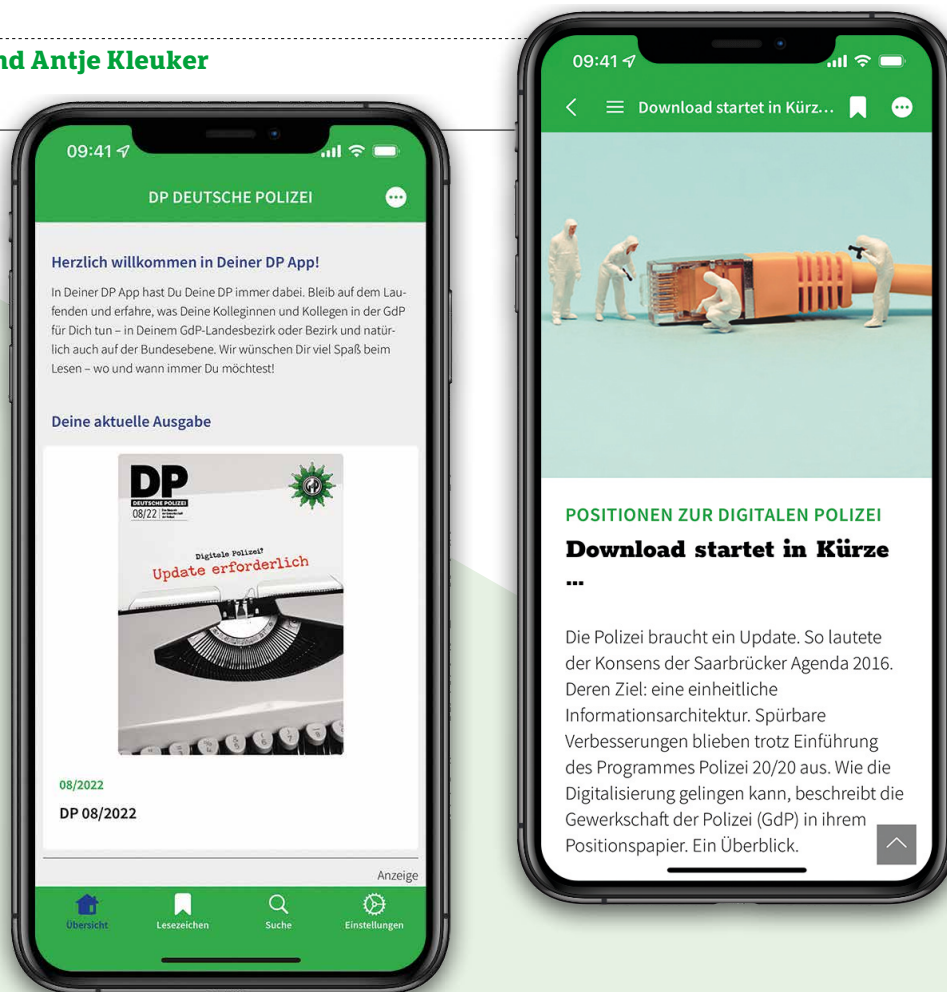 nd Antje Kleuker
09:41
DP DEUTSCHE POLIZEI
Herzlich willkommen in Deiner DP App!
In Deiner DP App hast Du Deine DP immer dabei. Bleib auf dem Lau-
fenden und erfahre, was Deine Kolleginnen und Kollegen in der GdP
für Dich tun – in Deinem GdP-Landesbezirk oder Bezirk und natür-
lich auch auf der Bundesebene. Wir wünschen Dir viel Spaß beim
Lesen – wo und wann immer Du möchtest!
Deine aktuelle Ausgabe
DP
DEUTSCHE POLIZEI
08/22
Digitale Polizei?
Update erforderlich
08/2022
DP 08/2022
Anzeige
Übersicht
Lesezeichen
Suche
Einstellungen
09:41
Download startet in Kürz...
POSITIONEN ZUR DIGITALEN POLIZEI
Download startet in Kürze
...
Die Polizei braucht ein Update. So lautete
der Konsens der Saarbrücker Agenda 2016.
Deren Ziel: eine einheitliche
Informationsarchitektur. Spürbare
Verbesserungen blieben trotz Einführung
des Programmes Polizei 20/20 aus. Wie die
Digitalisierung gelingen kann, beschreibt die
Gewerkschaft der Polizei (GdP) in ihrem
Positionspapier. Ein Überblick.